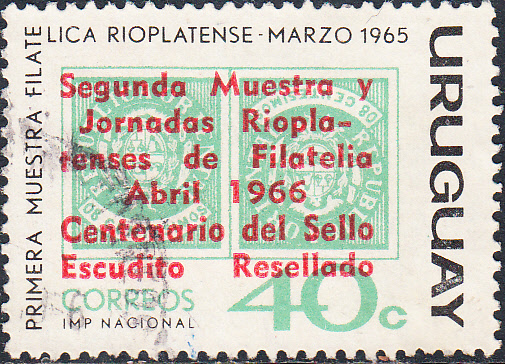 PRIMERA MUESTRA FILATELICA RIOPLATENSE - MARZO 1965
URUGUAY
Segunda Muestra y
Jornadas Riopla-
tenses de Filatelia
Abril 1966
Centenario del Sello
Escudito Resellado
CORREOS
40c
IMP NACIONAL